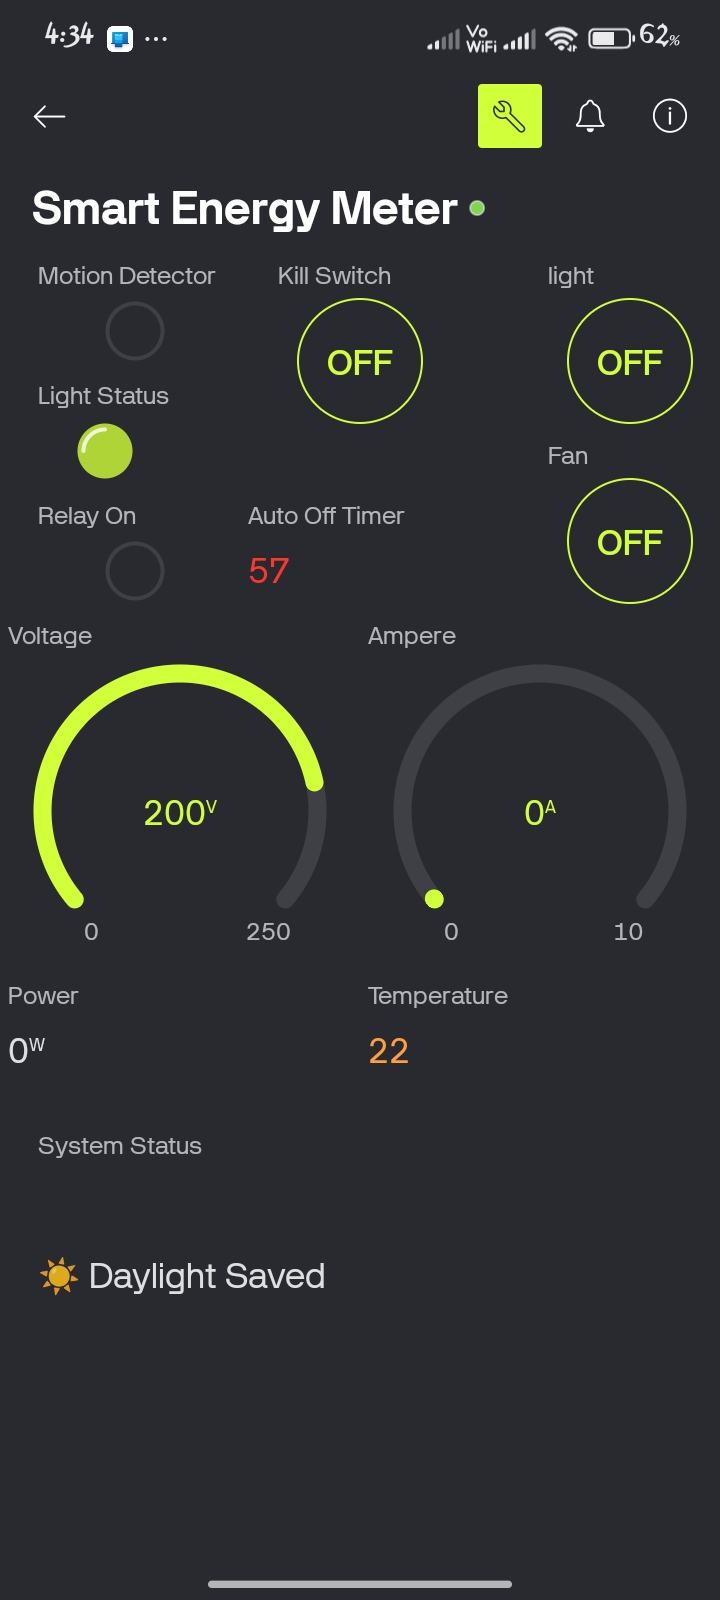 4:34 ... Vo WiFi 62%
Smart Energy Meter
Motion Detector Kill Switch light
OFF OFF
Light Status
Fan
OFF
Relay On Auto Off Timer
57
Voltage Ampere
200V 0A
0 250 0 10
Power Temperature
0W 22
System Status
☀️ Daylight Saved